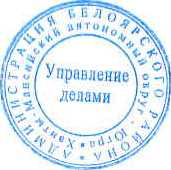 АДМИНИСТРАЦИЯ БЕЛОЯРСКОГО РАЙОНА
Ханты-Мансийский автономный округ - Югра
Управление
делами